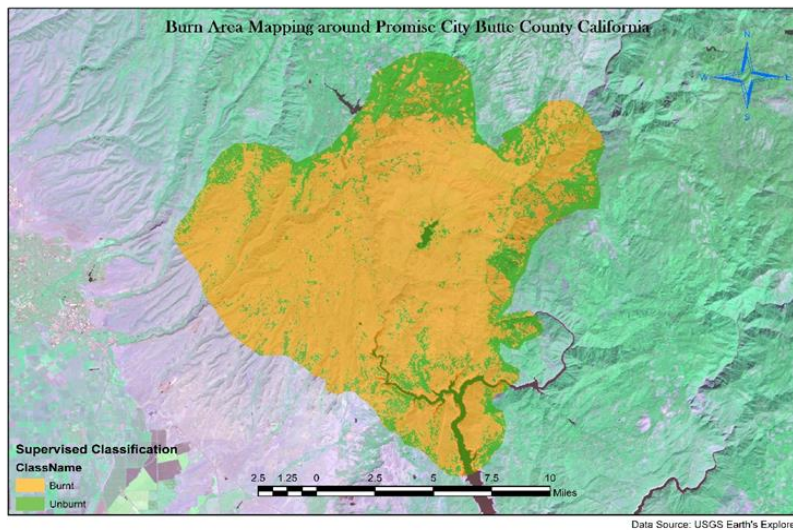 Burn Area Mapping around Promise City Butte County California
N
W
E
S
Supervised Classification
ClassName
Burnt
Unburnt
2.5 1.25 0 2.5 5 7.5 10
Miles
Data Source: USGS Earth's Explore